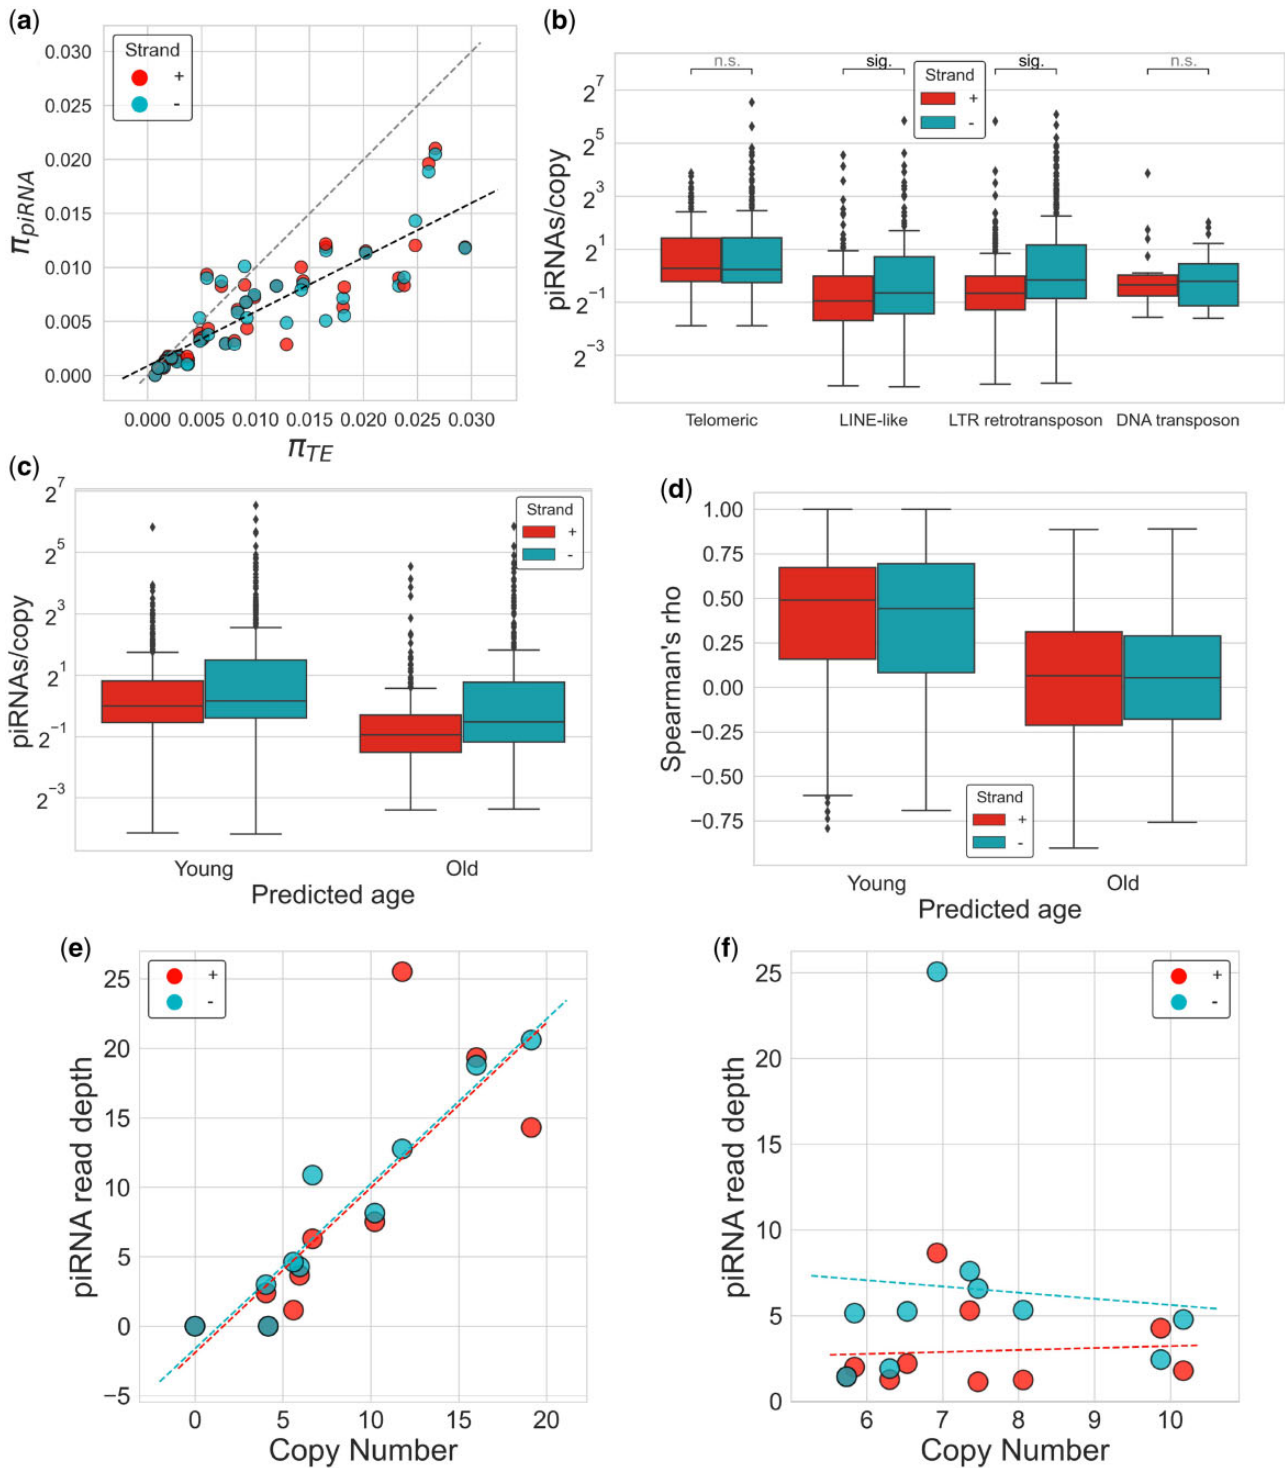 (a)
Strand
+
-
0.030
0.025
0.020
0.015
0.010
0.005
0.000
π_piRNA
0.000 0.005 0.010 0.015 0.020 0.025 0.030
π_TE
(b)
n.s. sig. sig. n.s.
Strand
+
-
2^7
2^5
2^3
2^1
2^-1
2^-3
piRNAs/copy
Telomeric LINE-like LTR retrotransposon DNA transposon
(c)
Strand
+
-
2^7
2^5
2^3
2^1
2^-1
2^-3
piRNAs/copy
Young Old
Predicted age
(d)
1.00
0.75
0.50
0.25
0.00
−0.25
−0.50
−0.75
Spearman's rho
Strand
+
-
Young Old
Predicted age
(e)
+
-
25
20
15
10
5
0
−5
piRNA read depth
0 5 10 15 20
Copy Number
(f)
+
-
25
20
15
10
5
0
piRNA read depth
6 7 8 9 10
Copy Number